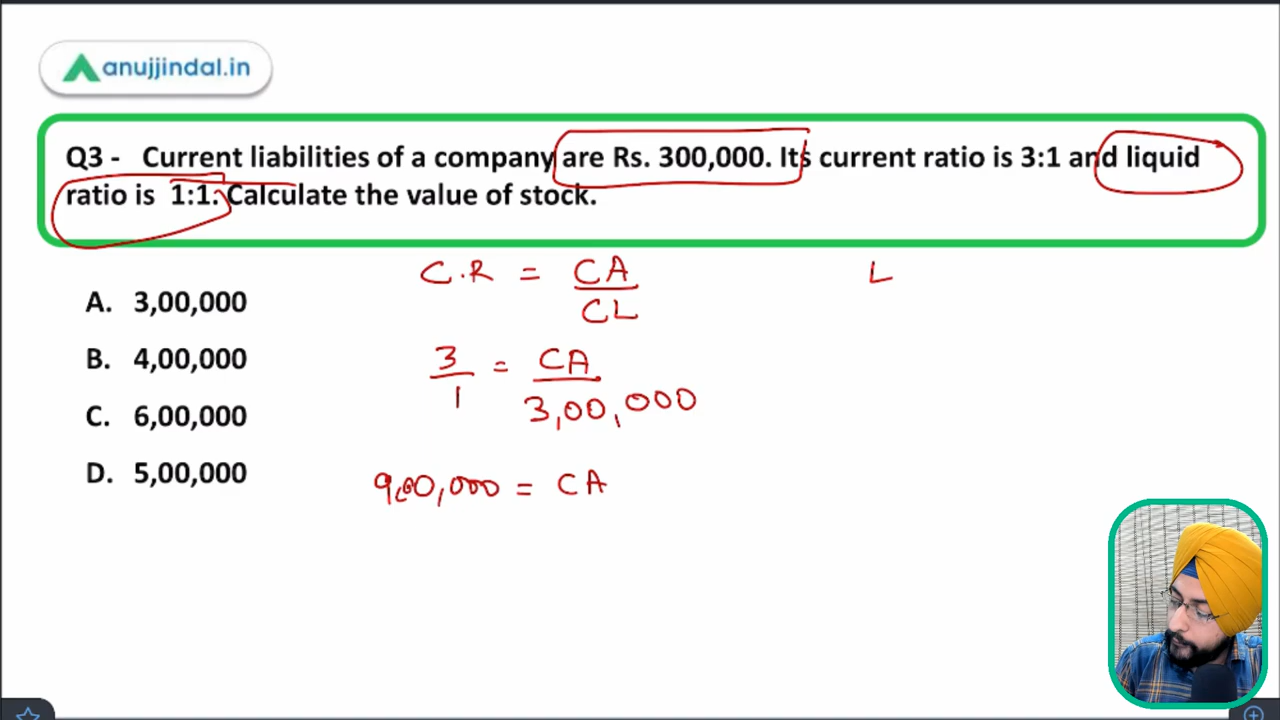 anujjindal.in
Q3 - Current liabilities of a company are Rs. 300,000. Its current ratio is 3:1 and liquid
ratio is 1:1. Calculate the value of stock.
C.R = CA / CL
L
A. 3,00,000
B. 4,00,000
3 / 1 = CA / 3,00,000
C. 6,00,000
D. 5,00,000
9,00,000 = CA